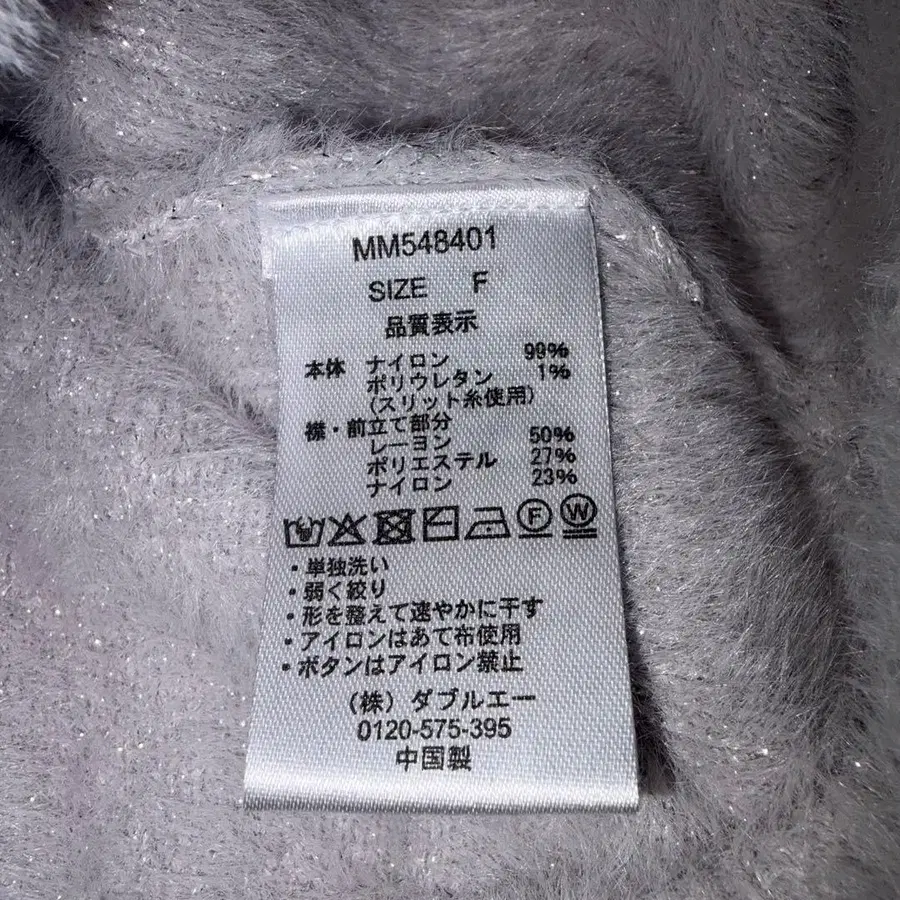 MM548401
SIZE F
品質表示
本体 ナイロン 99%
ポリウレタン 1%
(スリット糸使用)
襟・前立て部分
レーヨン 50%
ポリエステル 27%
ナイロン 23%
F W
・単独洗い
・弱く絞り
・形を整えて速やかに干す
・アイロンはあて布使用
・ボタンはアイロン禁止
(株) ダブルエー
0120-575-395
中国製